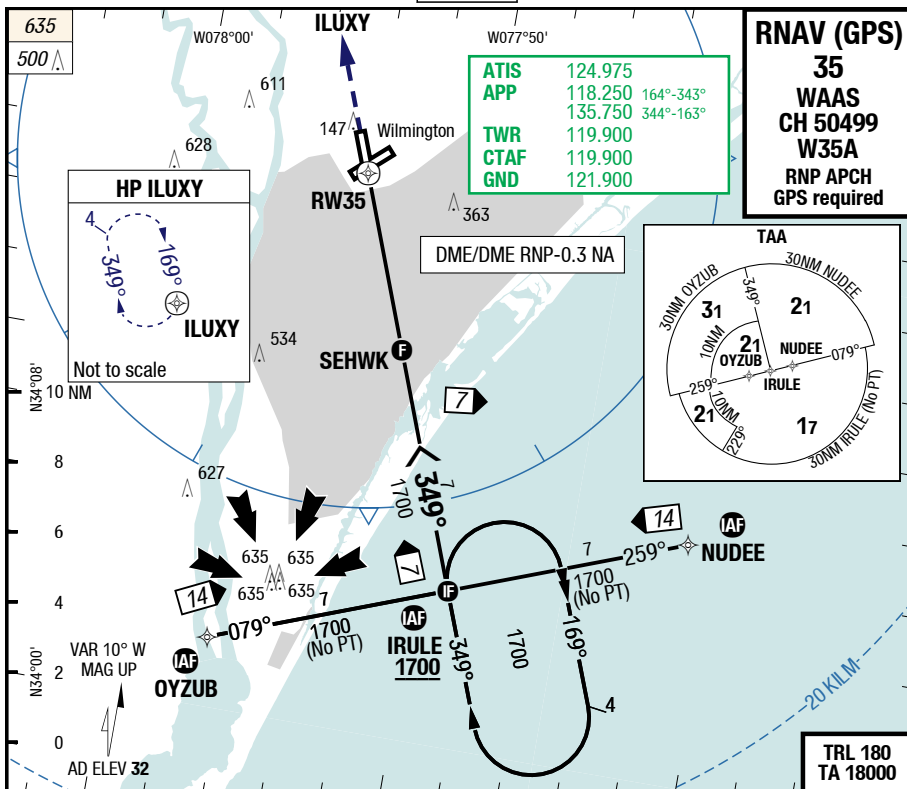 635
500
W078°00'
ILUXY
W077°50'
RNAV (GPS)
35
WAAS
CH 50499
W35A
RNP APCH
GPS required
ATIS 124.975
APP 118.250 164°-343°
135.750 344°-163°
TWR 119.900
CTAF 119.900
GND 121.900
611
147
Wilmington
628
RW35
363
HP ILUXY
4
349°
169°
ILUXY
Not to scale
DME/DME RNP-0.3 NA
TAA
30NM OYZUB
30NM NUDEE
349°
31
21
10NM
21
OYZUB
NUDEE
079°
259°
IRULE
10NM
21
229°
17
30NM IRULE (No PT)
534
SEHWK
F
N34°08'
10 NM
7
8
627
7
1700
349°
6
14
IAF
NUDEE
7
259°
1700
(No PT)
635
635
635
635
7
14
4
IF
7
079°
1700
(No PT)
IAF
IRULE
1700
IAF
OYZUB
349°
1700
169°
4
N34°00'
2
VAR 10° W
MAG UP
0
AD ELEV 32
20 KILM
TRL 180
TA 18000